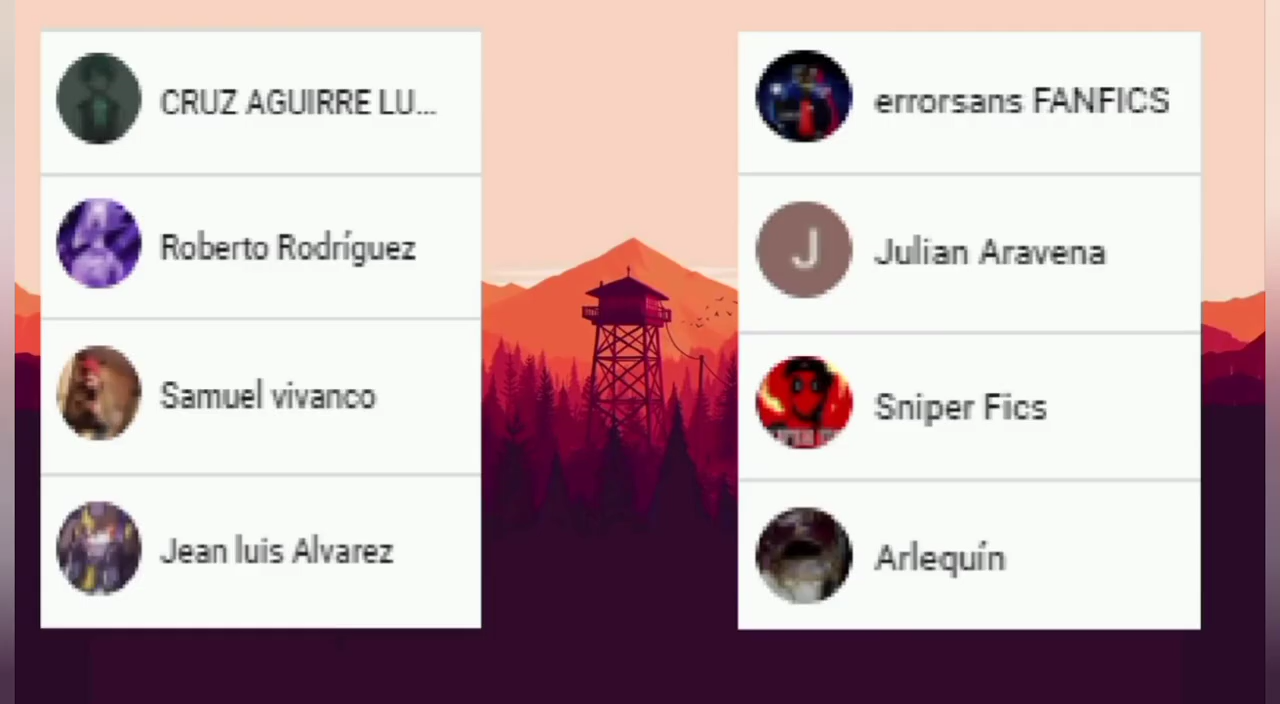 CRUZ AGUIRRE LU...
Roberto Rodríguez
Samuel vivanco
Jean luis Alvarez
errorsans FANFICS
J
Julian Aravena
Sniper Fics
Arlequín